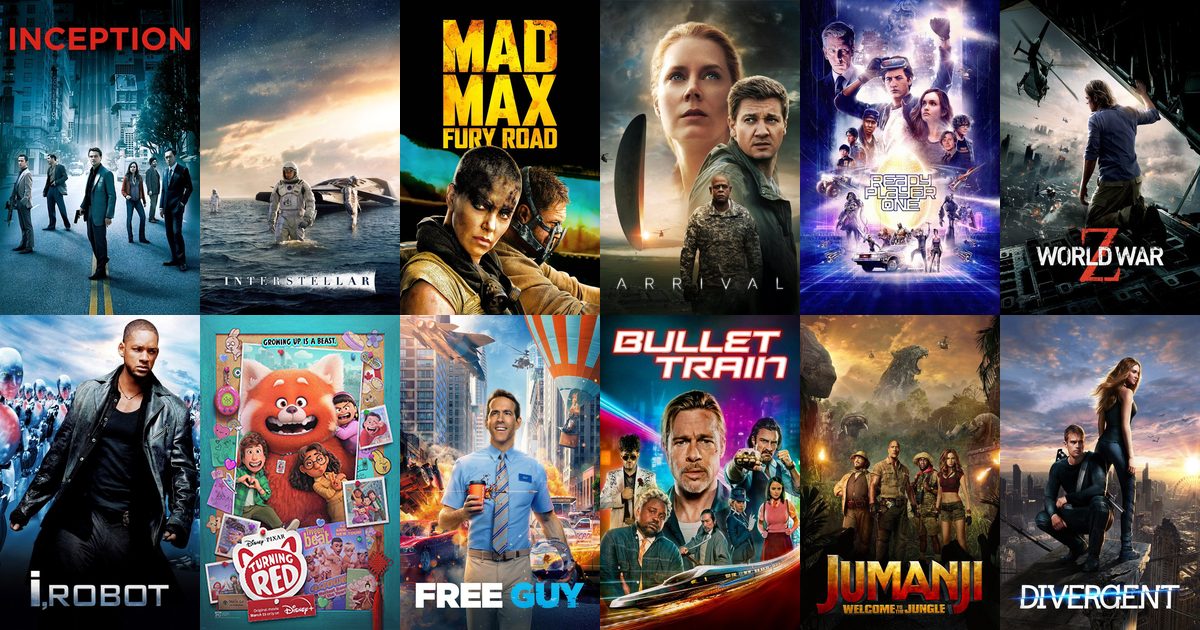 INCEPTION
INTERSTELLAR
MAD
MAX
FURY ROAD
ARRIVAL
READY
PLAYER
ONE
WORLD WAR
Z
i, ROBOT
GROWING UP IS A BEAST.
Disney PIXAR
TURNING
RED
Disney+
FREE GUY
BULLET
TRAIN
JUMANJI
WELCOME TO THE JUNGLE
DIVERGENT